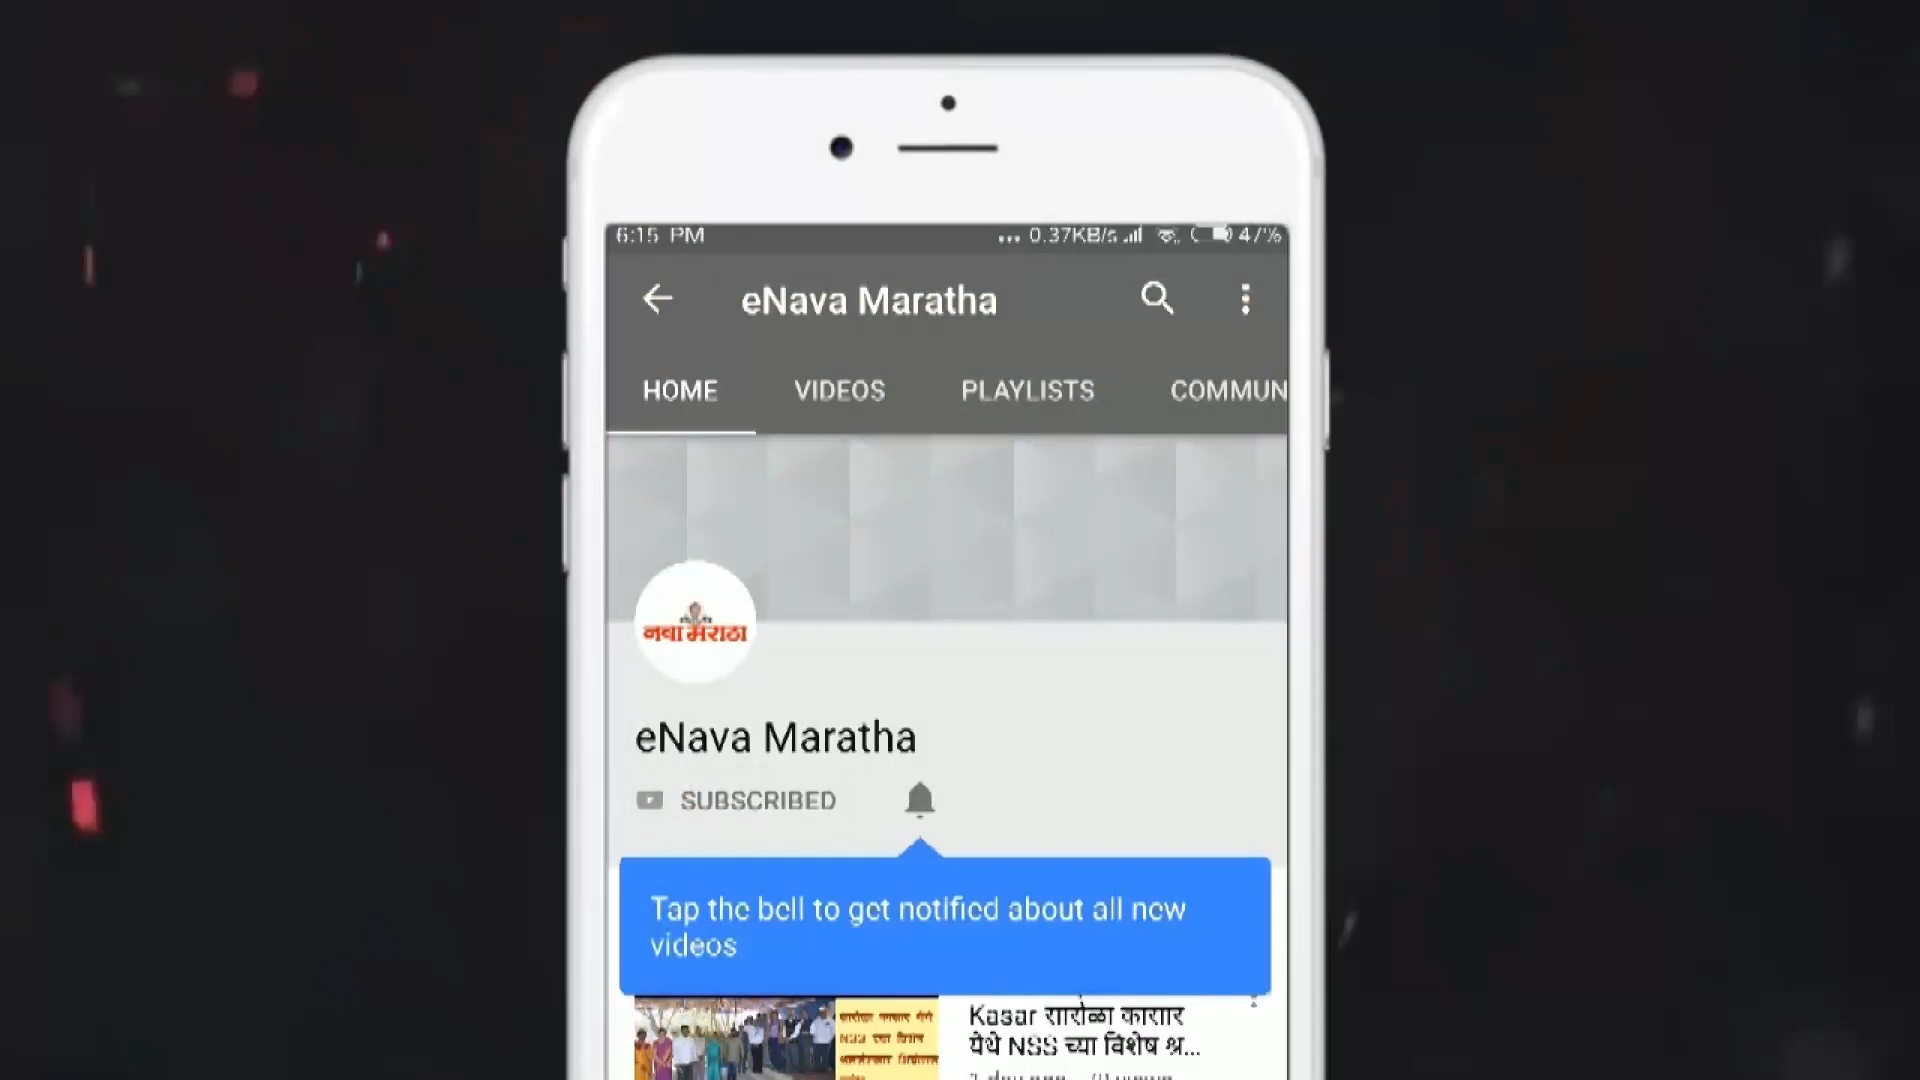 6:15 PM
... 0.37KB/s 47%
eNava Maratha
HOME VIDEOS PLAYLISTS COMMUN
नवा मराठा
eNava Maratha
SUBSCRIBED
Tap the bell to get notified about all new
videos
Kasar सारोळा कासार
येथे NSS च्या विशेष श्र...